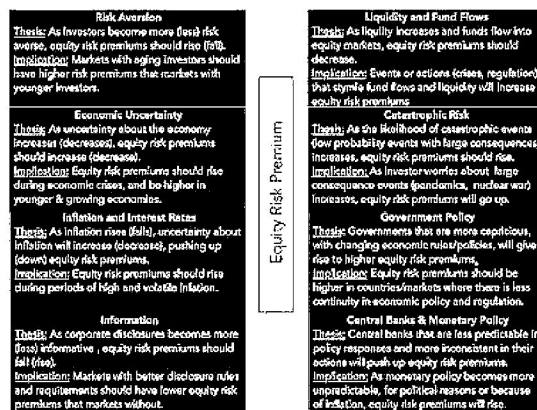 Risk Aversion
Thesis: As investors become more (less) risk
averse, equity risk premiums should rise (fall).
Implication: Markets with aging investors should
have higher risk premiums that markets with
younger investors.
Economic Uncertainty
Thesis: As uncertainty about the economy
increases (decreases), equity risk premiums
should increase (decrease).
Implication: Equity risk premiums should rise
during economic crises, and be higher in
younger & growing economies.
Inflation and Interest Rates
Thesis: As inflation rises (falls), uncertainty about
inflation will increase (decrease), pushing up
(down) equity risk premiums.
Implication: Equity risk premiums should rise
during periods of high and volatile inflation.
Information
Thesis: As corporate disclosures becomes more
(less) informative , equity risk premiums should
fall (rise).
Implication: Markets with better disclosure rules
and requirements should have lower equity risk
premiums that markets without.
Equity Risk Premium
Liquidity and Fund Flows
Thesis: As liquidity increases and funds flow into
equity markets, equity risk premiums should
decrease.
Implication: Events or actions (crises, regulation)
that stymie fund flows and liquidity will increase
equity risk premiums
Catastrophic Risk
Thesis: As the likelihood of catastrophic events
(low probability events with large consequences
increases, equity risk premiums should rise.
Implication: As investor worries about large
consequence events (pandemics, nuclear war)
increases, equity risk premiums will go up.
Government Policy
Thesis: Governments that are more capricious,
with changing economic rules/policies, will give
rise to higher equity risk premiums.
Implication: Equity risk premiums should be
higher in countries/markets where there is less
continuity in economic policy and regulation.
Central Banks & Monetary Policy
Thesis: Central banks that are less predictable in
policy responses and more inconsistent in their
actions will push up equity risk premiums.
Implication: As monetary policy becomes more
unpredictable, for political reasons or because
of inflation, equity risk premiums will rise.